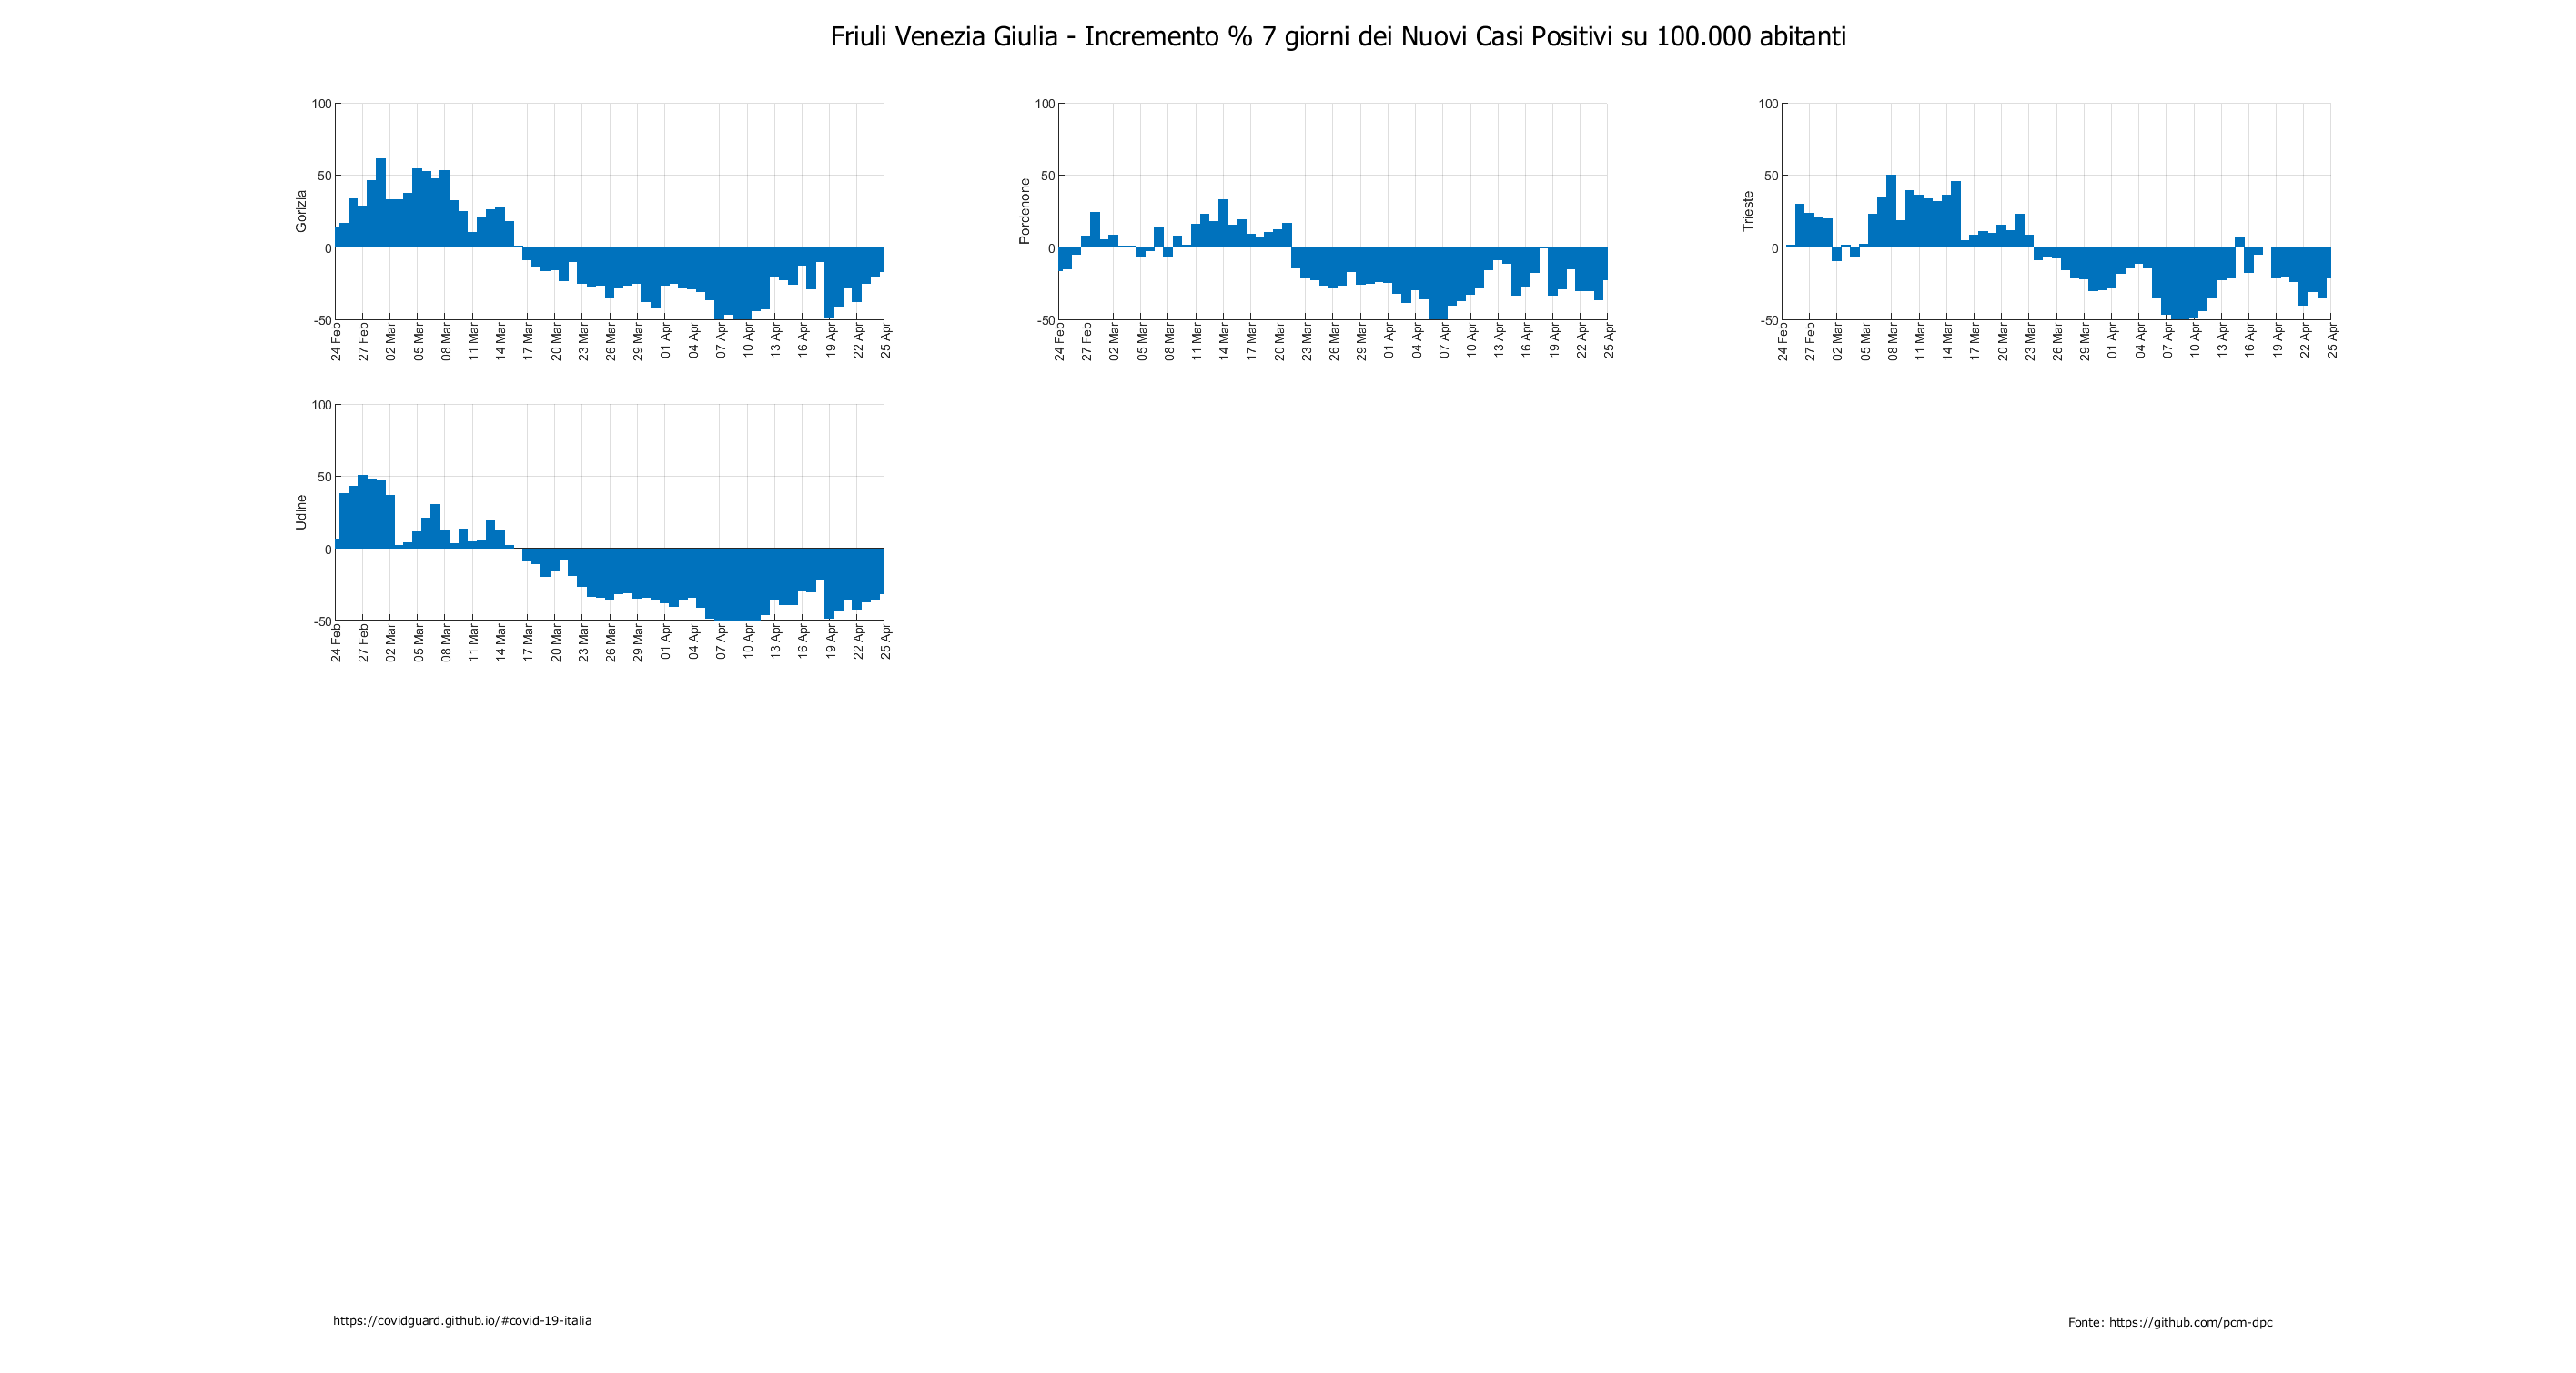 Friuli Venezia Giulia - Incremento % 7 giorni dei Nuovi Casi Positivi su 100.000 abitanti
Gorizia
100
50
0
-50
24 Feb 27 Feb 02 Mar 05 Mar 08 Mar 11 Mar 14 Mar 17 Mar 20 Mar 23 Mar 26 Mar 29 Mar 01 Apr 04 Apr 07 Apr 10 Apr 13 Apr 16 Apr 19 Apr 22 Apr 25 Apr
Pordenone
100
50
0
-50
24 Feb 27 Feb 02 Mar 05 Mar 08 Mar 11 Mar 14 Mar 17 Mar 20 Mar 23 Mar 26 Mar 29 Mar 01 Apr 04 Apr 07 Apr 10 Apr 13 Apr 16 Apr 19 Apr 22 Apr 25 Apr
Trieste
100
50
0
-50
24 Feb 27 Feb 02 Mar 05 Mar 08 Mar 11 Mar 14 Mar 17 Mar 20 Mar 23 Mar 26 Mar 29 Mar 01 Apr 04 Apr 07 Apr 10 Apr 13 Apr 16 Apr 19 Apr 22 Apr 25 Apr
Udine
100
50
0
-50
24 Feb 27 Feb 02 Mar 05 Mar 08 Mar 11 Mar 14 Mar 17 Mar 20 Mar 23 Mar 26 Mar 29 Mar 01 Apr 04 Apr 07 Apr 10 Apr 13 Apr 16 Apr 19 Apr 22 Apr 25 Apr
https://covidguard.github.io/#covid-19-italia
Fonte: https://github.com/pcm-dpc